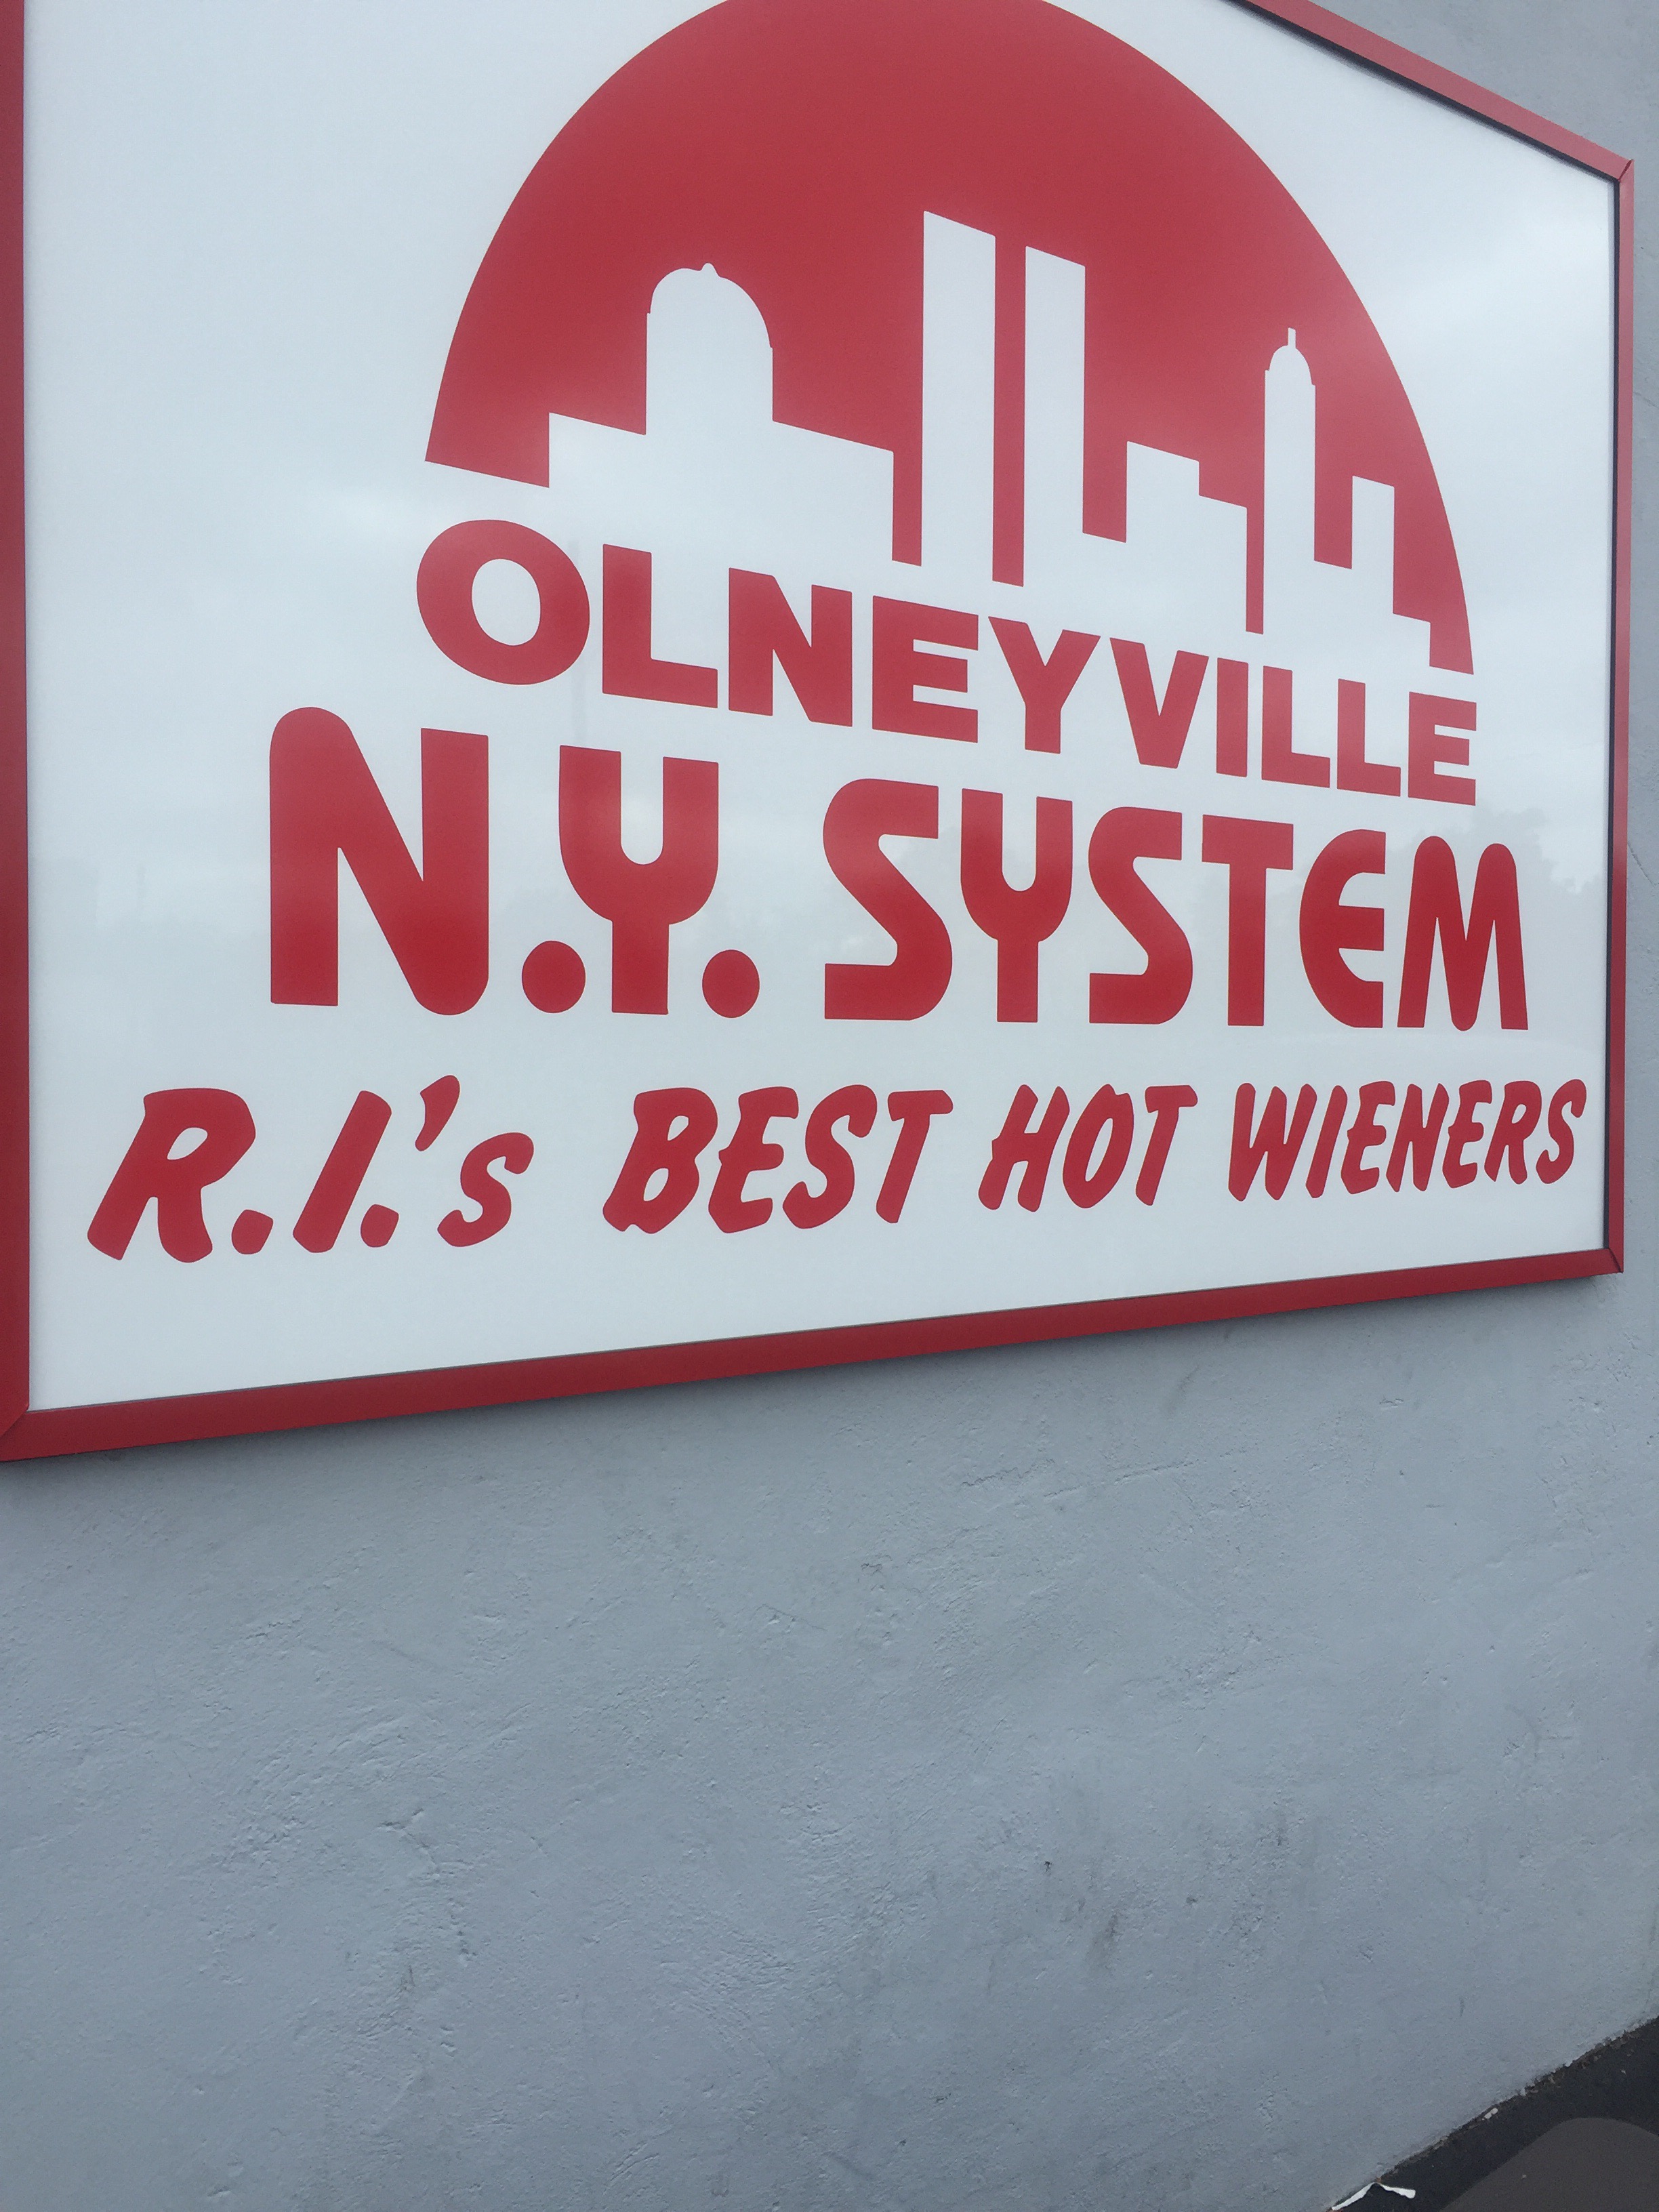 OLNEYVILLE
N.Y. SYSTEM
R.I.'s BEST HOT WIENERS